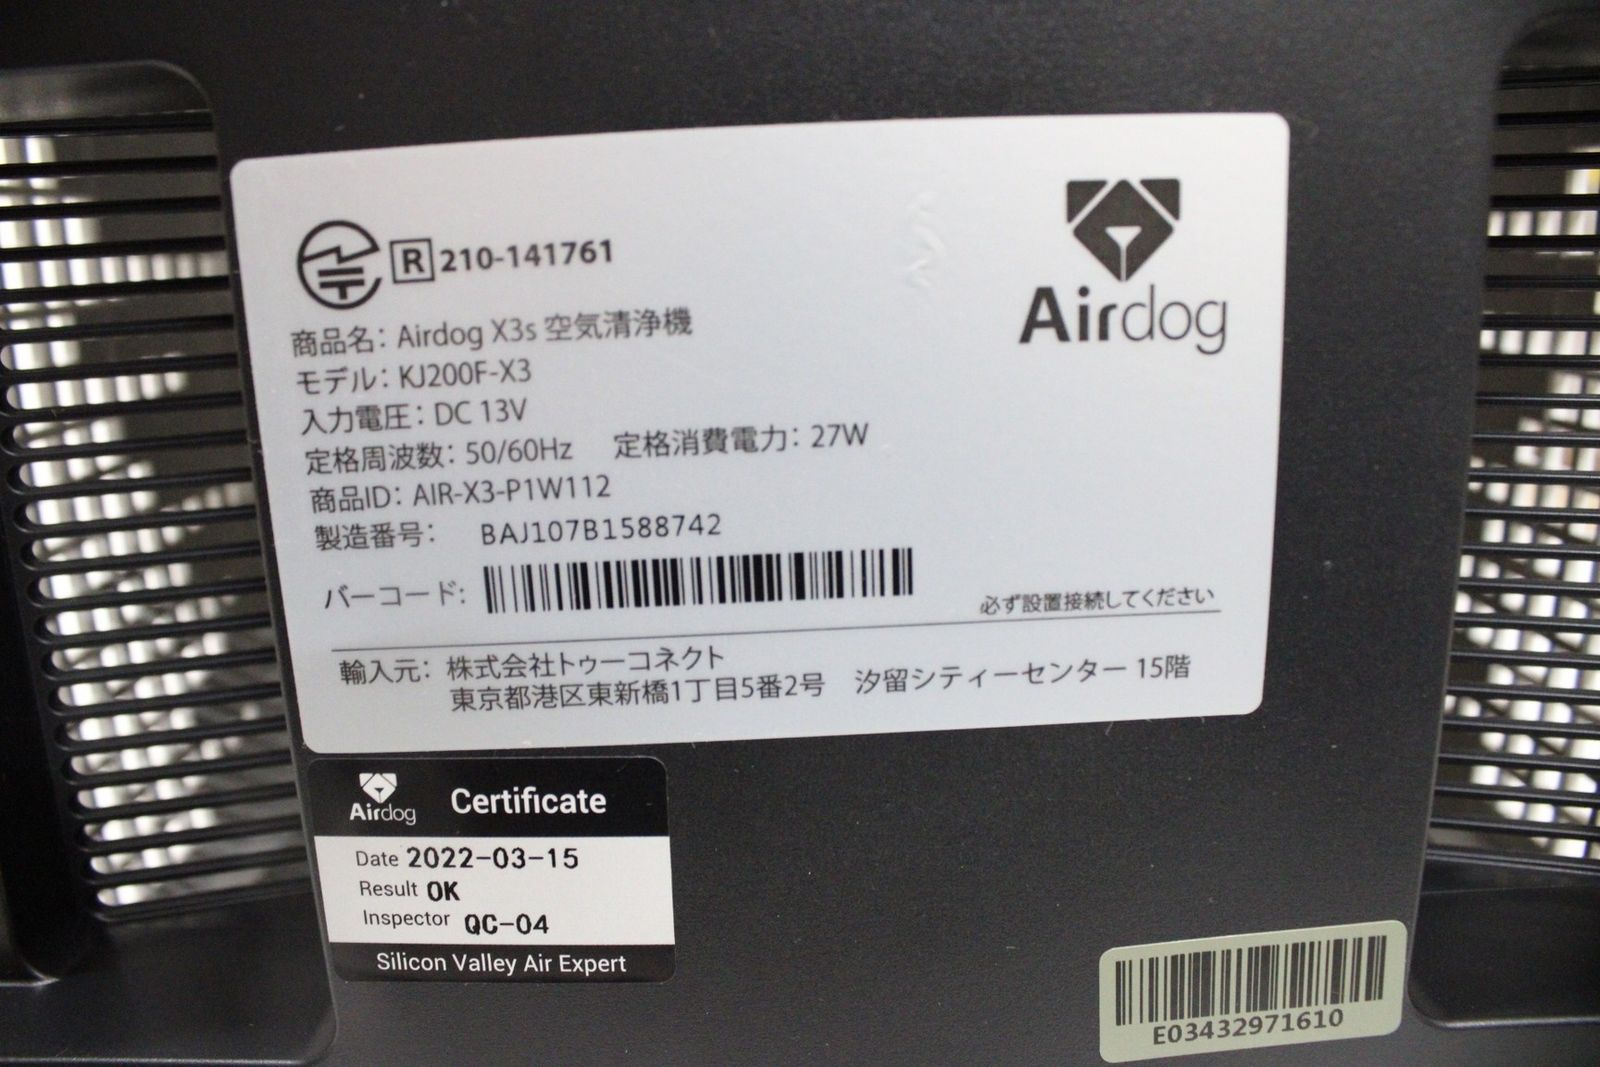 R 210-141761
Airdog
商品名: Airdog X3s 空気清浄機
モデル: KJ200F-X3
入力電圧: DC 13V
定格周波数: 50/60Hz 定格消費電力: 27W
商品ID: AIR-X3-P1W112
製造番号: BAJ107B1588742
バーコード:
必ず設置接続してください
輸入元: 株式会社トゥーコネクト
東京都港区東新橋1丁目5番2号 汐留シティーセンター 15階
Airdog Certificate
Date 2022-03-15
Result OK
Inspector QC-04
Silicon Valley Air Expert
E03432971610